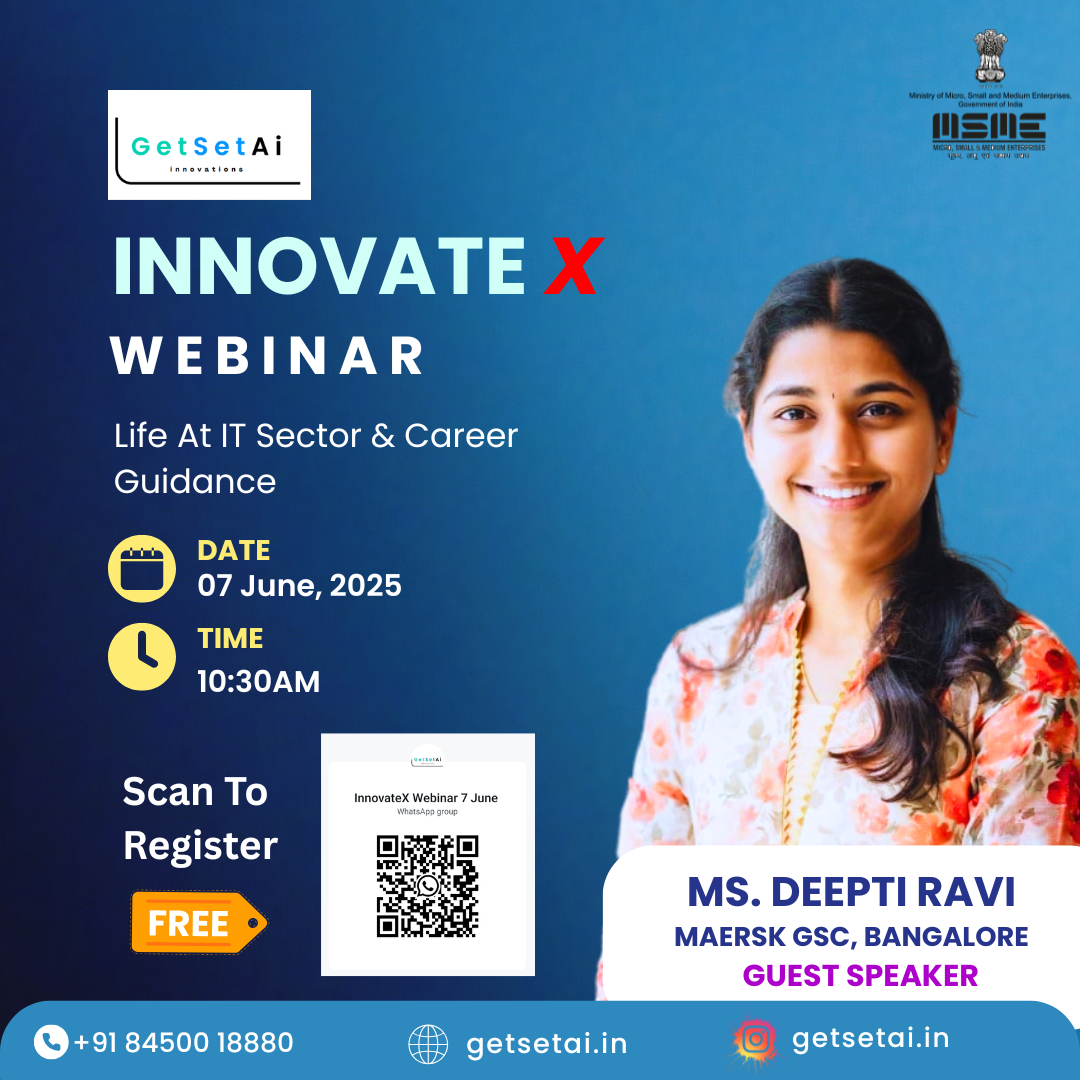 Ministry of Micro, Small and Medium Enterprises,
Government of India
MSME
MICRO, SMALL & MEDIUM ENTERPRISES
GetSetAi
innovations
INNOVATE X
WEBINAR
Life At IT Sector & Career
Guidance
DATE
07 June, 2025
TIME
10:30AM
Scan To
Register
FREE
GetSetAi
InnovateX Webinar 7 June
WhatsApp group
MS. DEEPTI RAVI
MAERSK GSC, BANGALORE
GUEST SPEAKER
+91 84500 18880
getsetai.in
getsetai.in